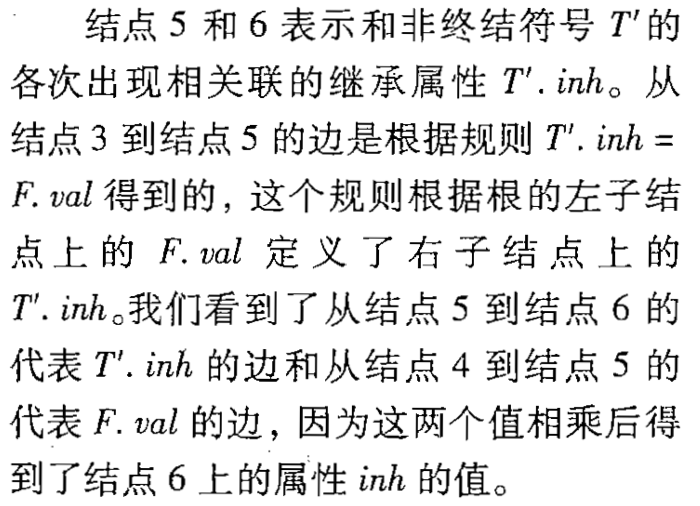 结点 5 和 6 表示和非终结符号 T′的
各次出现相关联的继承属性 T′. inh。从
结点 3 到结点 5 的边是根据规则 T′. inh =
F. val 得到的，这个规则根据根的左子结
点上的 F. val 定义了右子结点上的
T′. inh。我们看到了从结点 5 到结点 6 的
代表 T′. inh 的边和从结点 4 到结点 5 的
代表 F. val 的边，因为这两个值相乘后得
到了结点 6 上的属性 inh 的值。